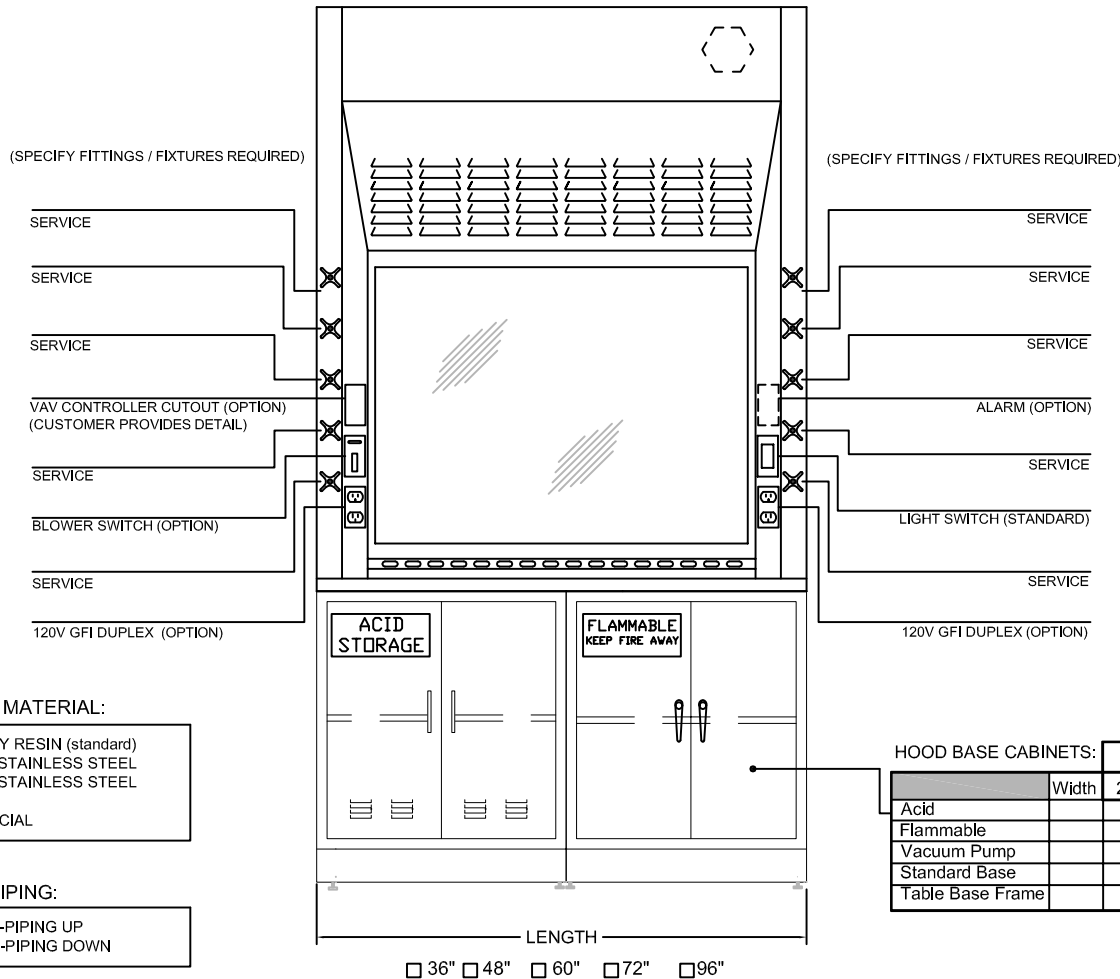 (SPECIFY FITTINGS / FIXTURES REQUIRED)
SERVICE
SERVICE
SERVICE
VAV CONTROLLER CUTOUT (OPTION)
(CUSTOMER PROVIDES DETAIL)
SERVICE
BLOWER SWITCH (OPTION)
SERVICE
120V GFI DUPLEX (OPTION)
(SPECIFY FITTINGS / FIXTURES REQUIRED)
SERVICE
SERVICE
SERVICE
ALARM (OPTION)
SERVICE
LIGHT SWITCH (STANDARD)
SERVICE
120V GFI DUPLEX (OPTION)
ACID
STORAGE
FLAMMABLE
KEEP FIRE AWAY
MATERIAL:
Y RESIN (standard)
STAINLESS STEEL
STAINLESS STEEL
CIAL
IPING:
-PIPING UP
-PIPING DOWN
HOOD BASE CABINETS:
Width 2
Acid
Flammable
Vacuum Pump
Standard Base
Table Base Frame
LENGTH
36" 48" 60" 72" 96"